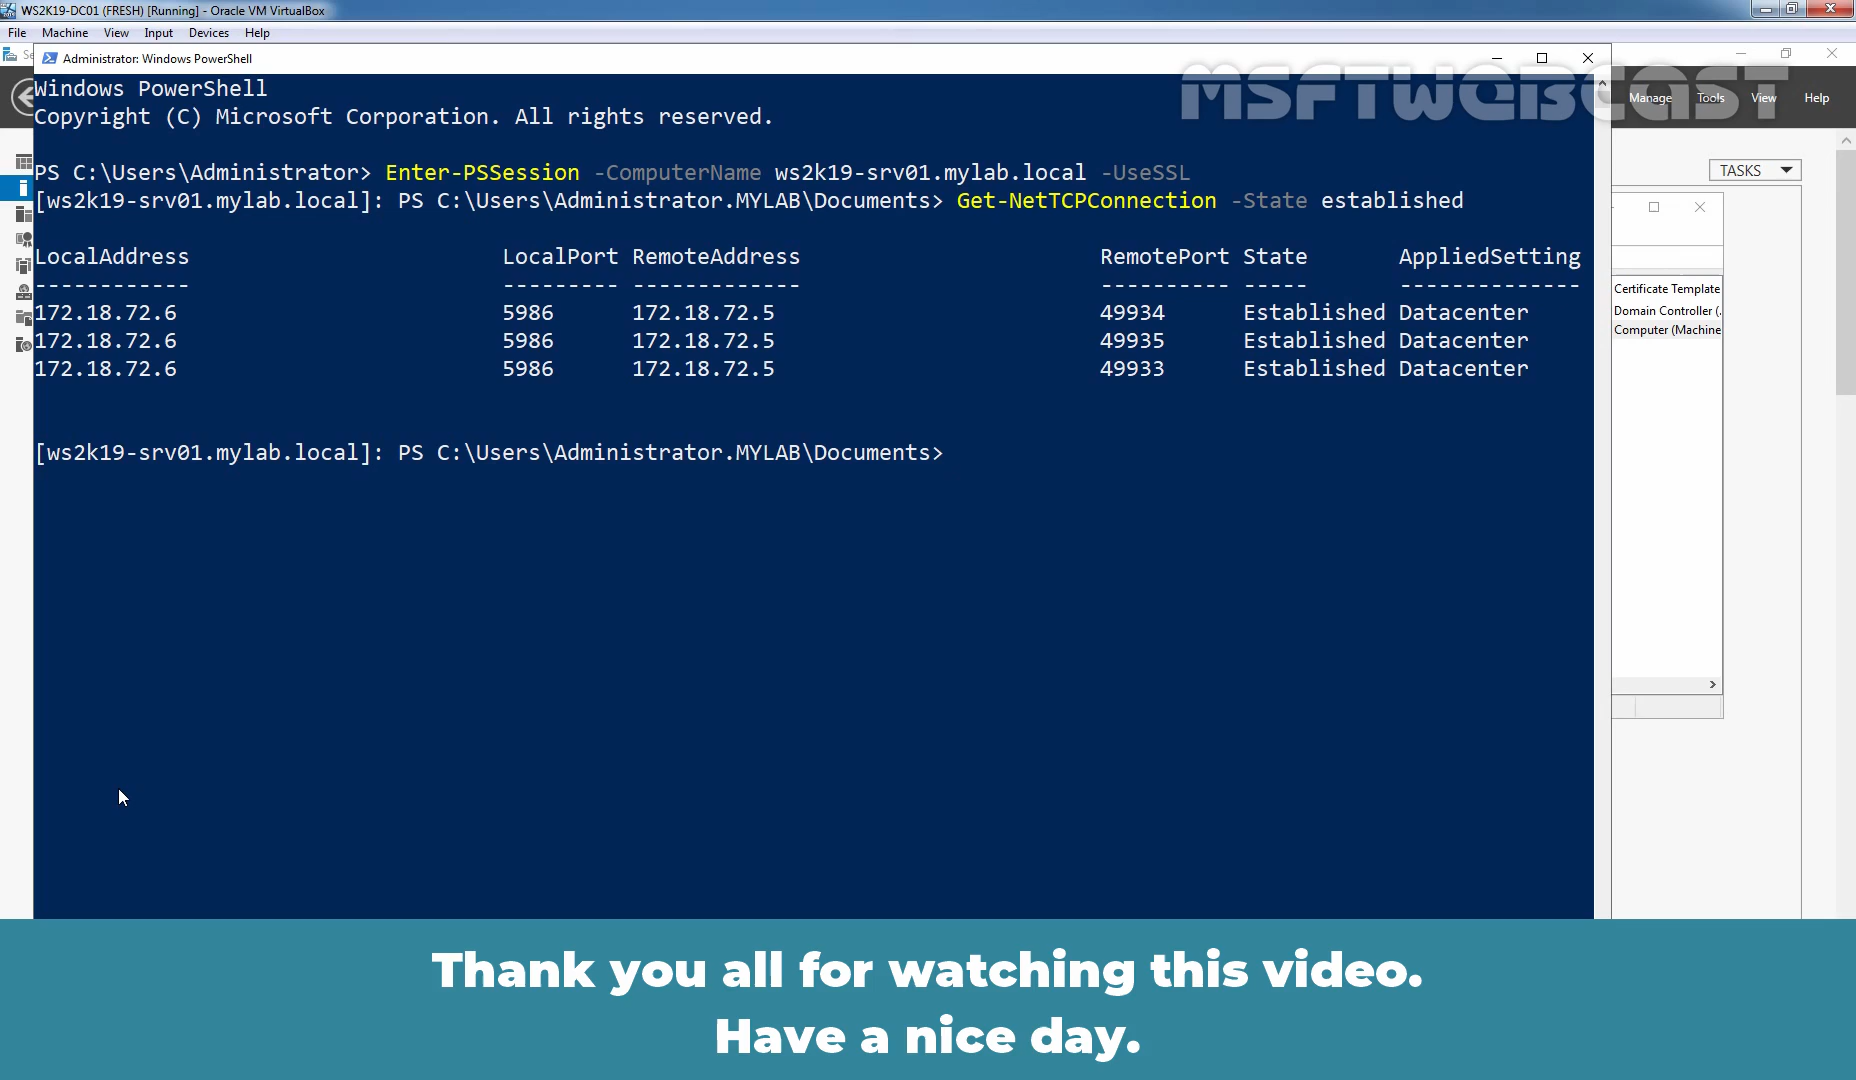 WS2K19-DC01 (FRESH) [Running] - Oracle VM VirtualBox
File Machine View Input Devices Help
Administrator: Windows PowerShell
MSFTWEBCAST
Manage Tools View Help
Windows PowerShell
Copyright (C) Microsoft Corporation. All rights reserved.
PS C:\Users\Administrator> Enter-PSSession -ComputerName ws2k19-srv01.mylab.local -UseSSL
[ws2k19-srv01.mylab.local]: PS C:\Users\Administrator.MYLAB\Documents> Get-NetTCPConnection -State established
TASKS
LocalAddress LocalPort RemoteAddress RemotePort State AppliedSetting
------------ --------- ------------- ---------- ----- --------------
172.18.72.6 5986 172.18.72.5 49934 Established Datacenter
172.18.72.6 5986 172.18.72.5 49935 Established Datacenter
172.18.72.6 5986 172.18.72.5 49933 Established Datacenter
Certificate Template
Domain Controller (.
Computer (Machine
[ws2k19-srv01.mylab.local]: PS C:\Users\Administrator.MYLAB\Documents>
Thank you all for watching this video.
Have a nice day.